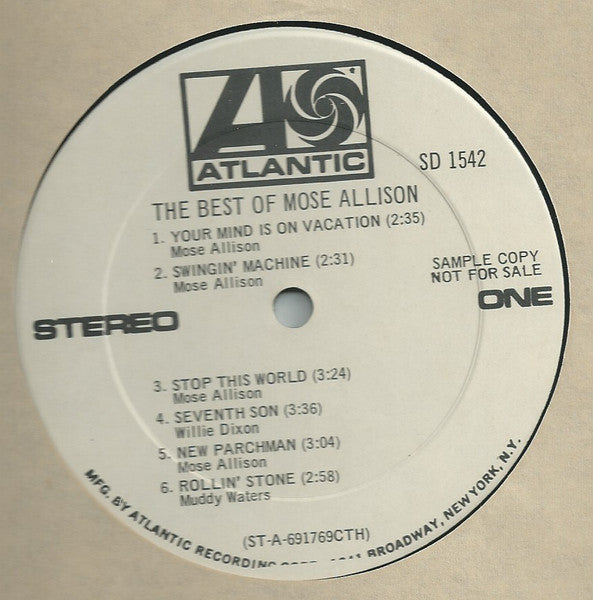 ATLANTIC
SD 1542
THE BEST OF MOSE ALLISON
1. YOUR MIND IS ON VACATION (2:35)
Mose Allison
2. SWINGIN' MACHINE (2:31)
Mose Allison
SAMPLE COPY
NOT FOR SALE
STEREO
ONE
3. STOP THIS WORLD (3:24)
Mose Allison
4. SEVENTH SON (3:36)
Willie Dixon
5. NEW PARCHMAN (3:04)
Mose Allison
6. ROLLIN' STONE (2:58)
Muddy Waters
(ST-A-691769CTH)
MFG. BY ATLANTIC RECORDING BROADWAY, NEW YORK, N.Y.